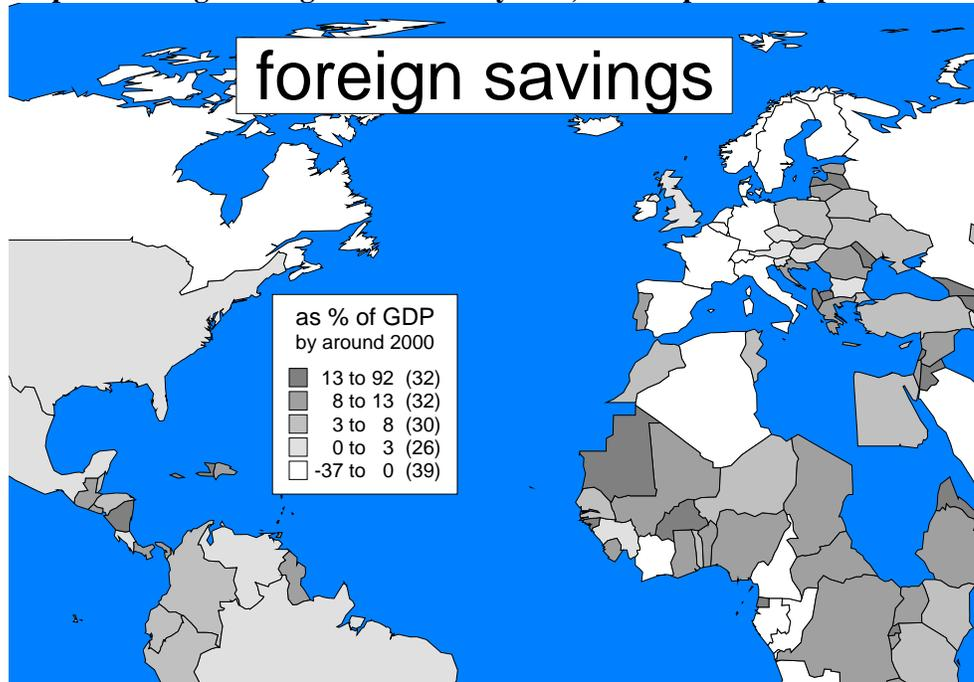 foreign savings
as % of GDP
by around 2000
13 to 92 (32)
8 to 13 (32)
3 to 8 (30)
0 to 3 (26)
-37 to 0 (39)